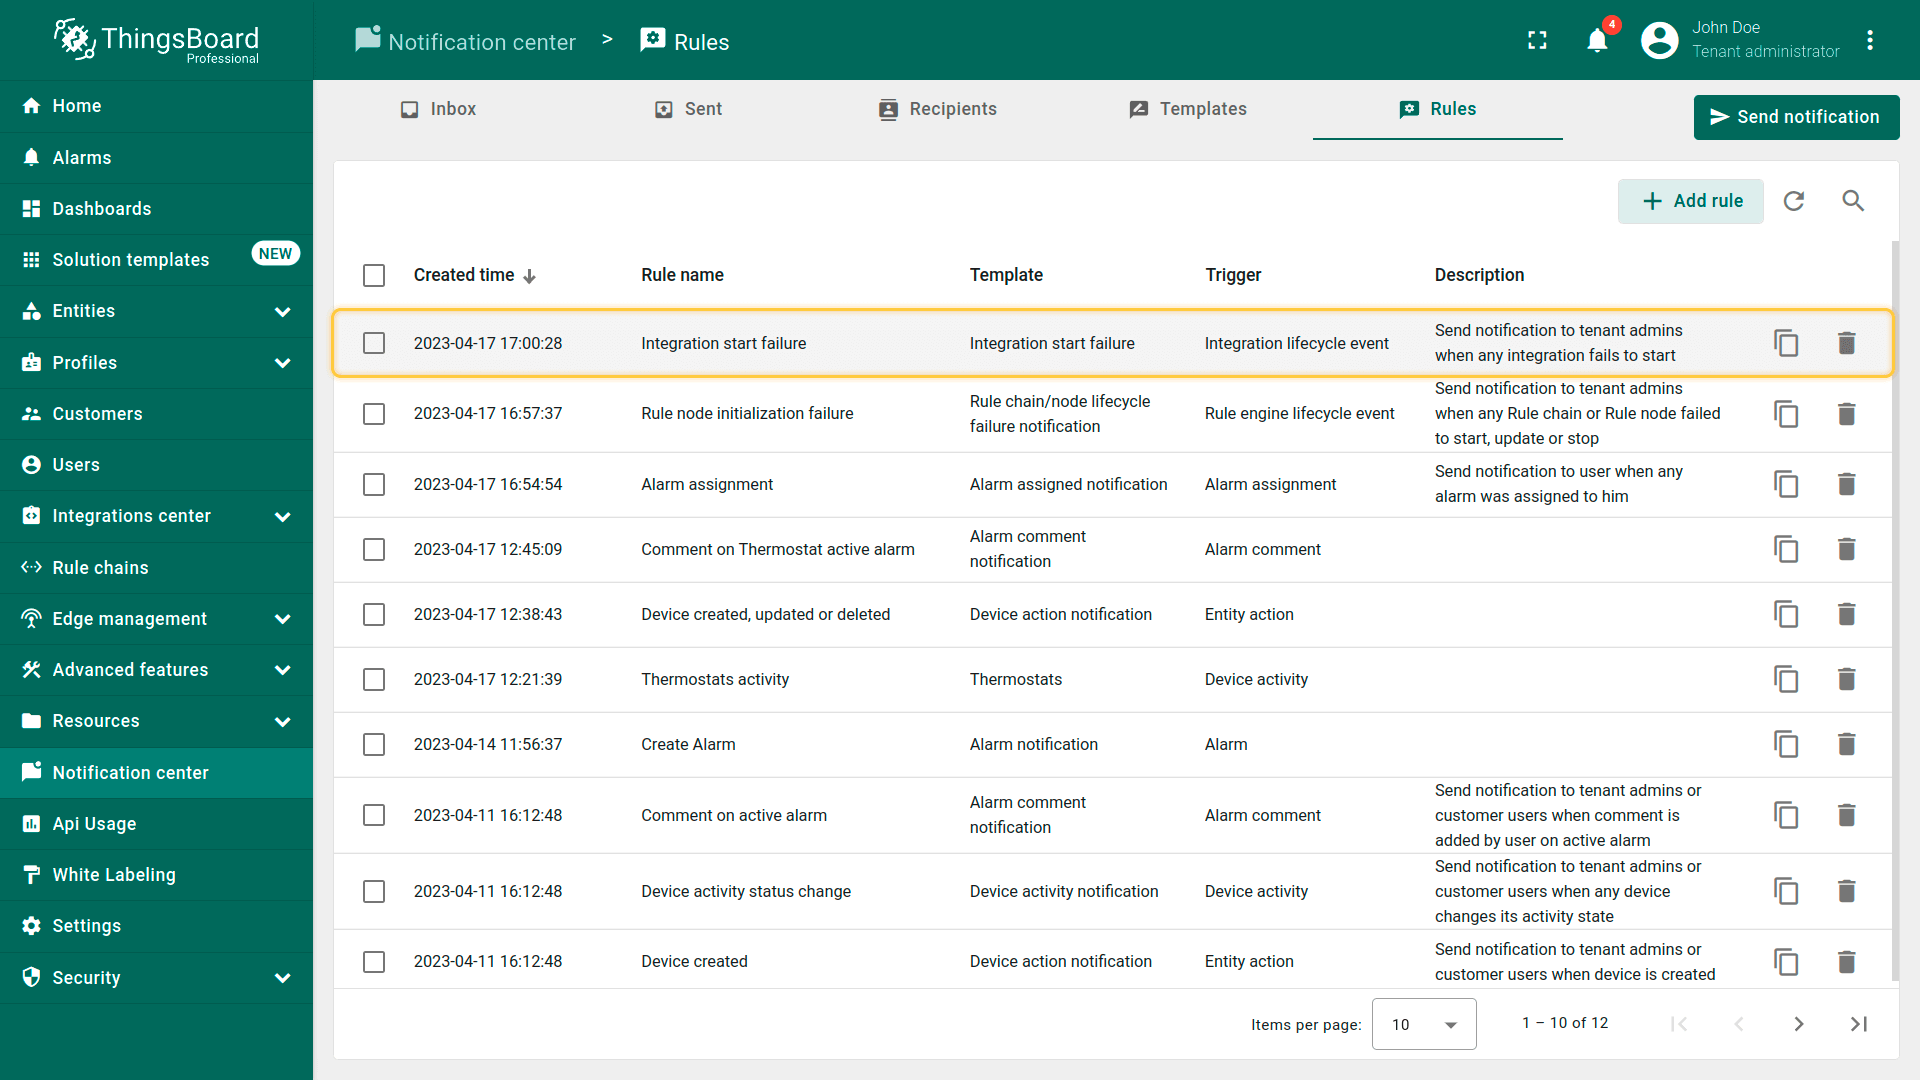 ThingsBoard
Professional
Notification center > Rules
4
John Doe
Tenant administrator
Home
Alarms
Dashboards
Solution templates NEW
Entities
Profiles
Customers
Users
Integrations center
Rule chains
Edge management
Advanced features
Resources
Notification center
Api Usage
White Labeling
Settings
Security
Inbox Sent Recipients Templates Rules Send notification
+ Add rule
Created time Rule name Template Trigger Description
2023-04-17 17:00:28 Integration start failure Integration start failure Integration lifecycle event Send notification to tenant admins
when any integration fails to start
2023-04-17 16:57:37 Rule node initialization failure Rule chain/node lifecycle
failure notification Rule engine lifecycle event Send notification to tenant admins
when any Rule chain or Rule node failed
to start, update or stop
2023-04-17 16:54:54 Alarm assignment Alarm assigned notification Alarm assignment Send notification to user when any
alarm was assigned to him
2023-04-17 12:45:09 Comment on Thermostat active alarm Alarm comment
notification Alarm comment
2023-04-17 12:38:43 Device created, updated or deleted Device action notification Entity action
2023-04-17 12:21:39 Thermostats activity Thermostats Device activity
2023-04-14 11:56:37 Create Alarm Alarm notification Alarm
2023-04-11 16:12:48 Comment on active alarm Alarm comment
notification Alarm comment Send notification to tenant admins or
customer users when comment is
added by user on active alarm
2023-04-11 16:12:48 Device activity status change Device activity notification Device activity Send notification to tenant admins or
customer users when any device
changes its activity state
2023-04-11 16:12:48 Device created Device action notification Entity action Send notification to tenant admins or
customer users when device is created
Items per page: 10 1 – 10 of 12